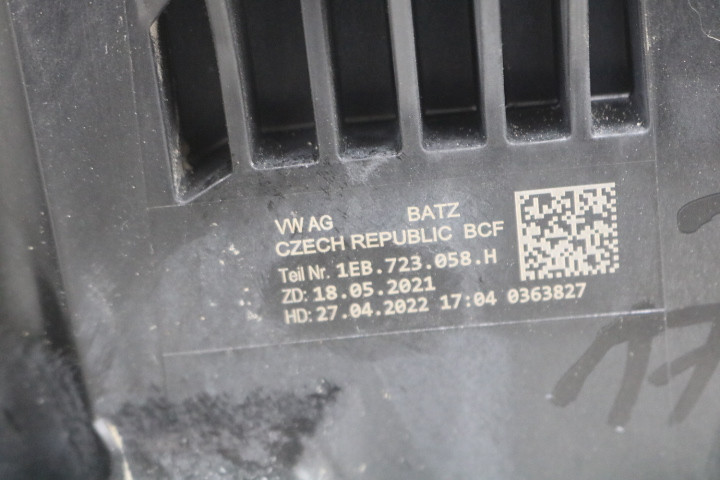 VW AG BATZ
CZECH REPUBLIC BCF
Teil Nr. 1EB.723.058.H
ZD: 18.05.2021
HD: 27.04.2022 17:04 0363827